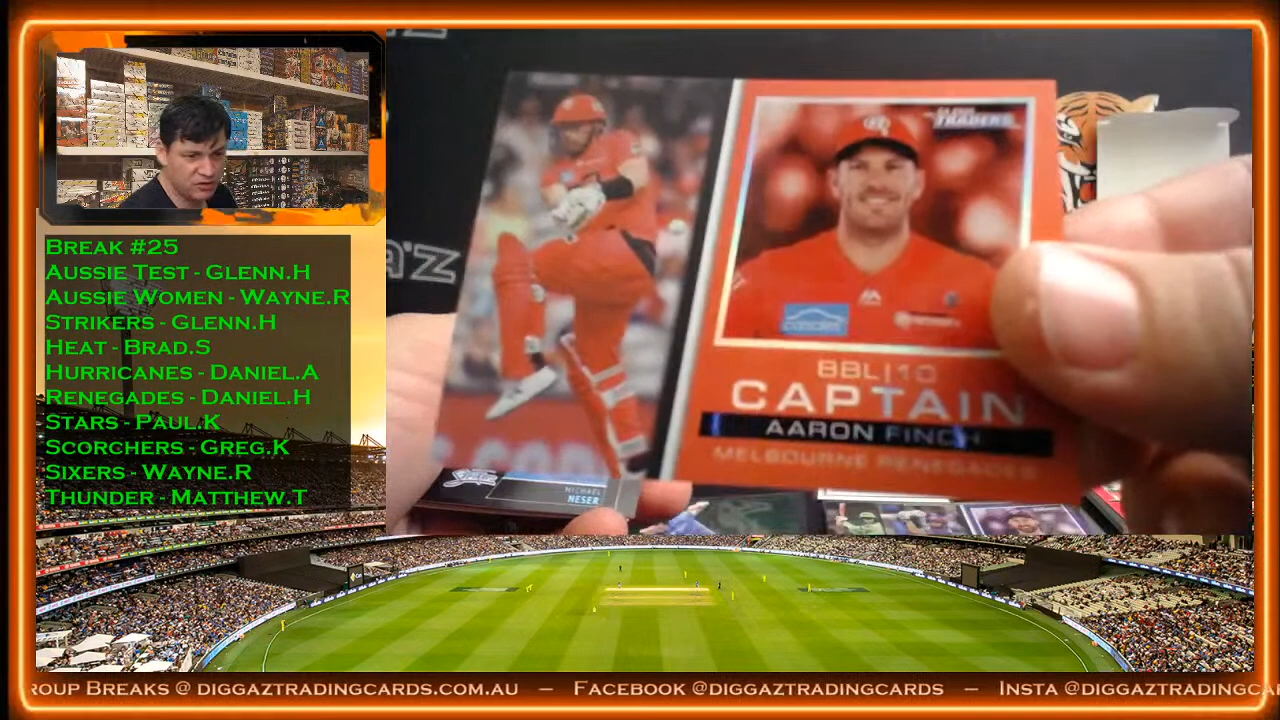 Break #25
Aussie Test - Glenn.H
Aussie Women - Wayne.R
Strikers - Glenn.H
Heat - Brad.S
Hurricanes - Daniel.A
Renegades - Daniel.H
Stars - Paul.K
Scorchers - Greg.K
Sixers - Wayne.R
Thunder - Matthew.T
TRADERS
BBL|10
CAPTAIN
AARON FINCH
MELBOURNE RENEGADES
MICHAEL
NESER
roup Breaks @ diggaztradingcards.com.au — Facebook @diggaztradingcards — Insta @diggaztradingca